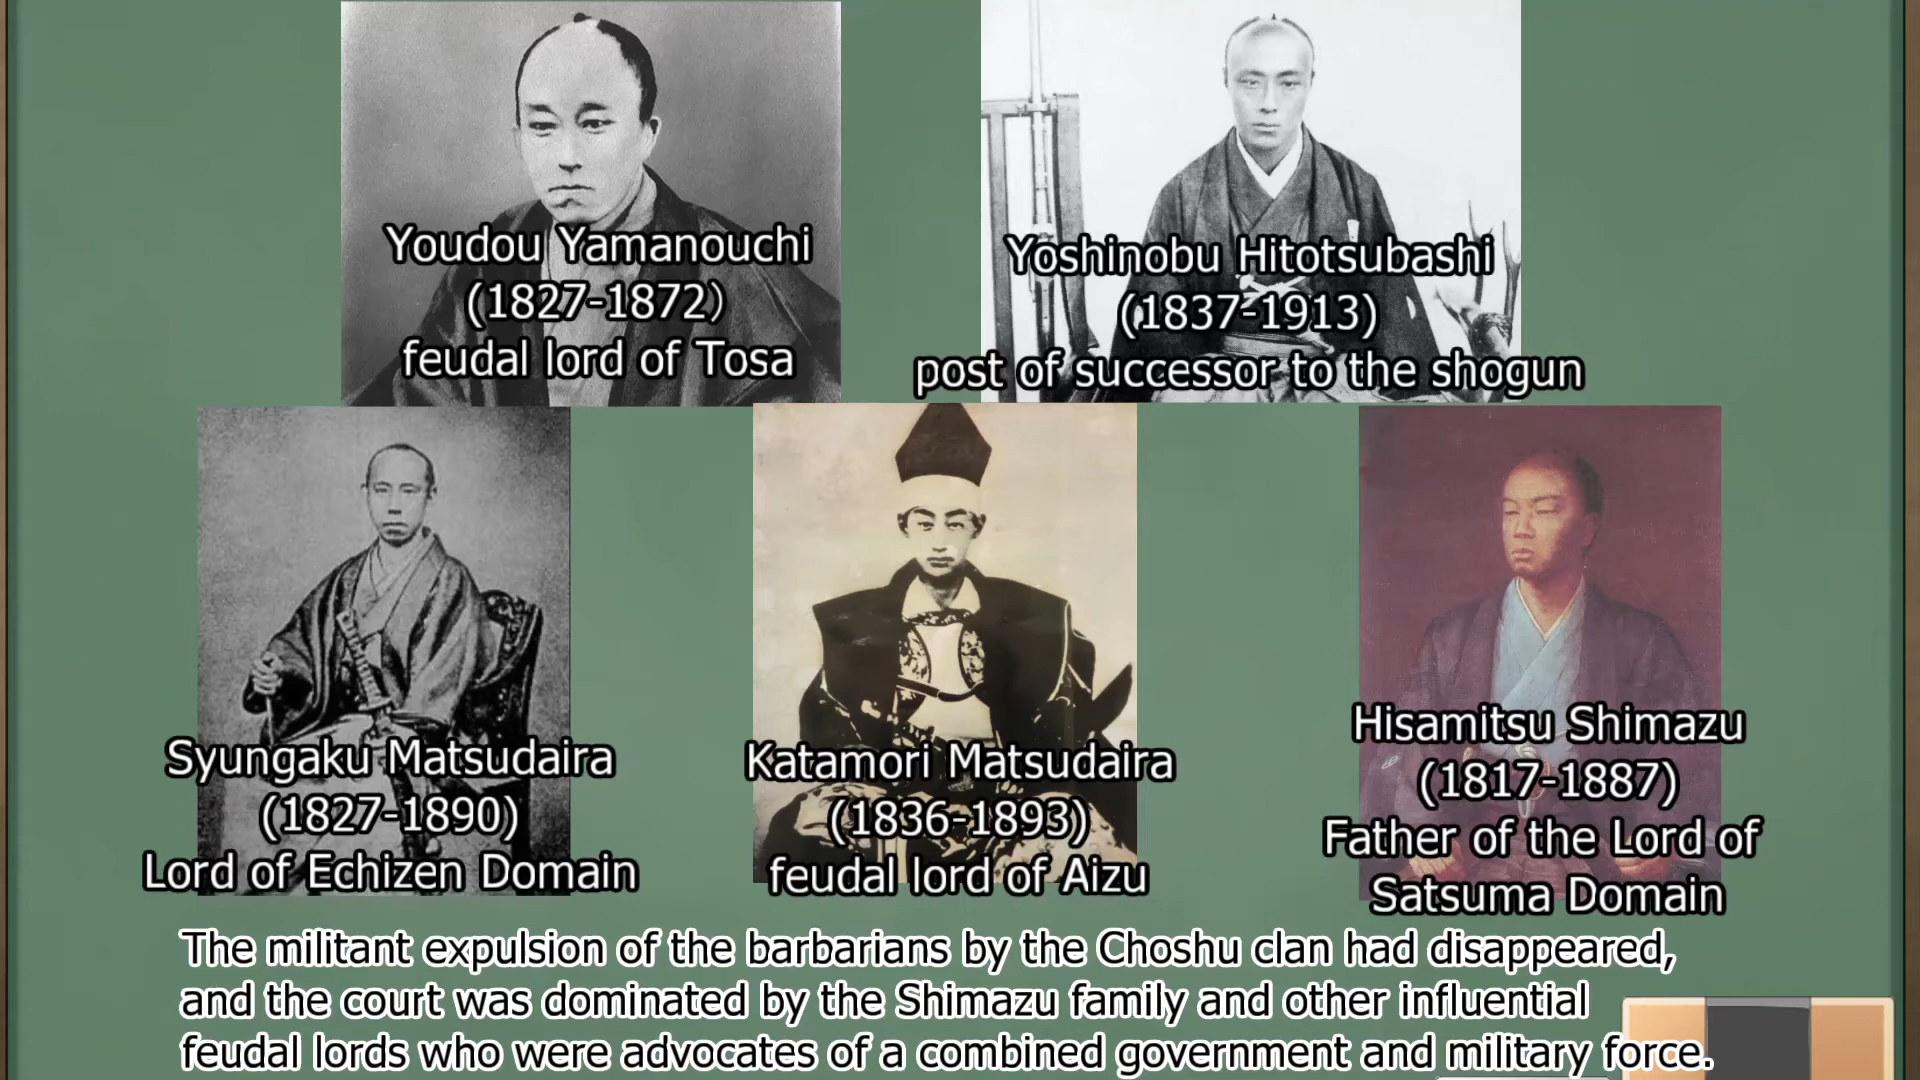 Youdou Yamanouchi
(1827-1872)
feudal lord of Tosa
Yoshinobu Hitotsubashi
(1837-1913)
post of successor to the shogun
Syungaku Matsudaira
(1827-1890)
Lord of Echizen Domain
Katamori Matsudaira
(1836-1893)
feudal lord of Aizu
Hisamitsu Shimazu
(1817-1887)
Father of the Lord of
Satsuma Domain
The militant expulsion of the barbarians by the Choshu clan had disappeared,
and the court was dominated by the Shimazu family and other influential
feudal lords who were advocates of a combined government and military force.